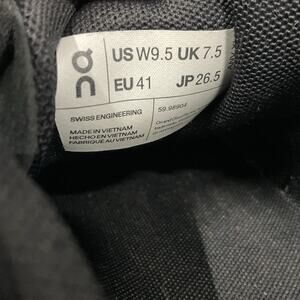 US W9.5 UK 7.5
EU 41 JP 26.5
SWISS ENGINEERING
59.98904
MADE IN VIETNAM
HECHO EN VIETNAM
FABRIQUÉ AU VIETNAM